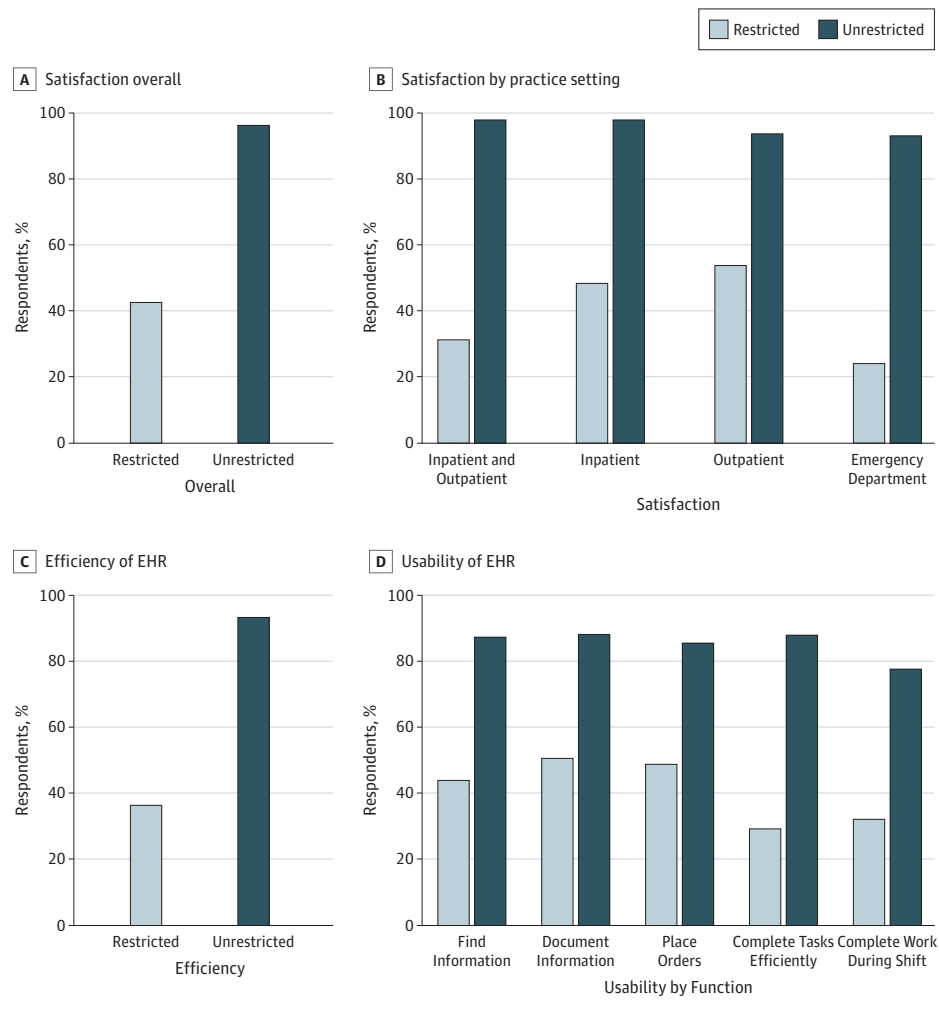 Restricted Unrestricted
A Satisfaction overall
100
80
60
40
20
0
Respondents, %
Restricted Unrestricted
Overall
B Satisfaction by practice setting
100
80
60
40
20
0
Respondents, %
Inpatient and
Outpatient
Inpatient
Outpatient
Emergency
Department
Satisfaction
C Efficiency of EHR
100
80
60
40
20
0
Respondents, %
Restricted Unrestricted
Efficiency
D Usability of EHR
100
80
60
40
20
0
Respondents, %
Find
Information
Document
Information
Place
Orders
Complete Tasks
Efficiently
Complete Work
During Shift
Usability by Function